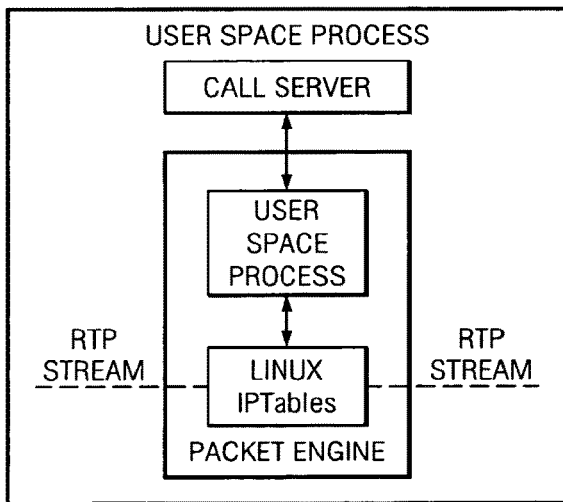 USER SPACE PROCESS
CALL SERVER
USER
SPACE
PROCESS
RTP
STREAM
LINUX
IPTables
RTP
STREAM
PACKET ENGINE